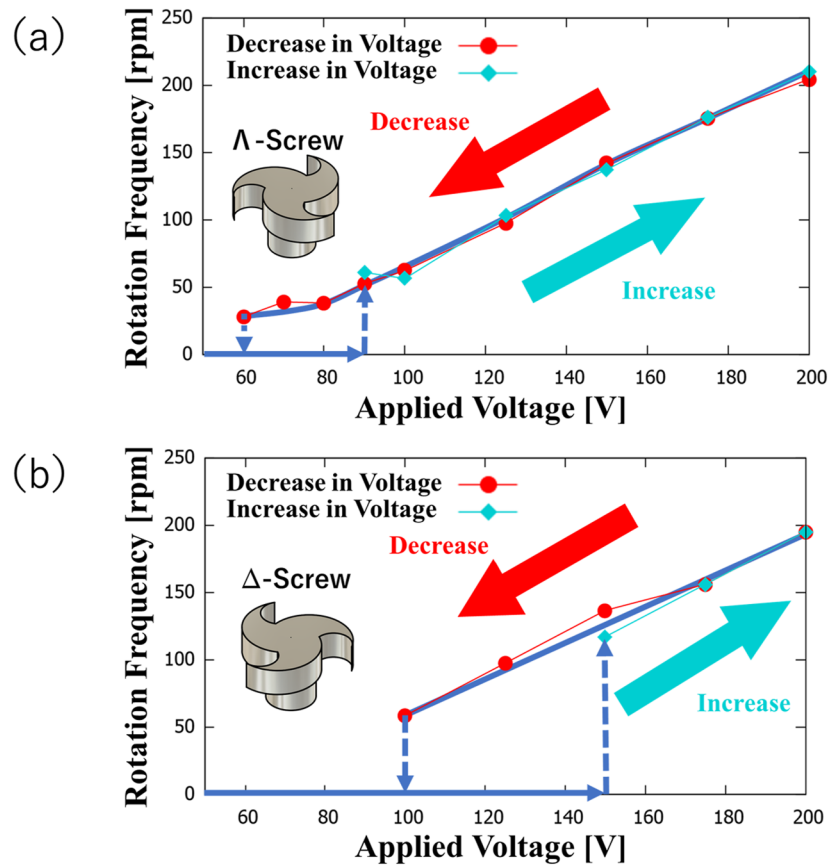 (a)
250
200
150
100
50
0
Rotation Frequency [rpm]
Decrease in Voltage
Increase in Voltage
Λ-Screw
Decrease
Increase
60 80 100 120 140 160 180 200
Applied Voltage [V]
(b)
250
200
150
100
50
0
Rotation Frequency [rpm]
Decrease in Voltage
Increase in Voltage
Δ-Screw
Decrease
Increase
60 80 100 120 140 160 180 200
Applied Voltage [V]